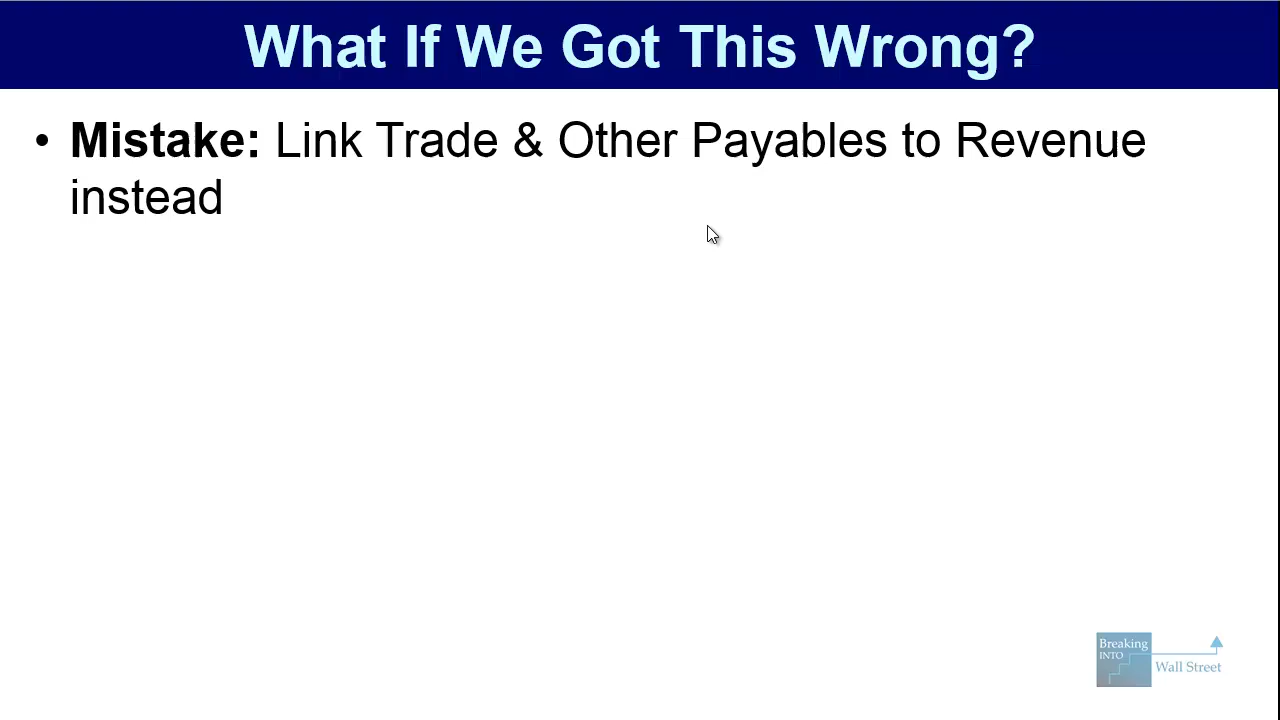 What If We Got This Wrong?
• Mistake: Link Trade & Other Payables to Revenue
instead
Breaking
INTO
Wall Street